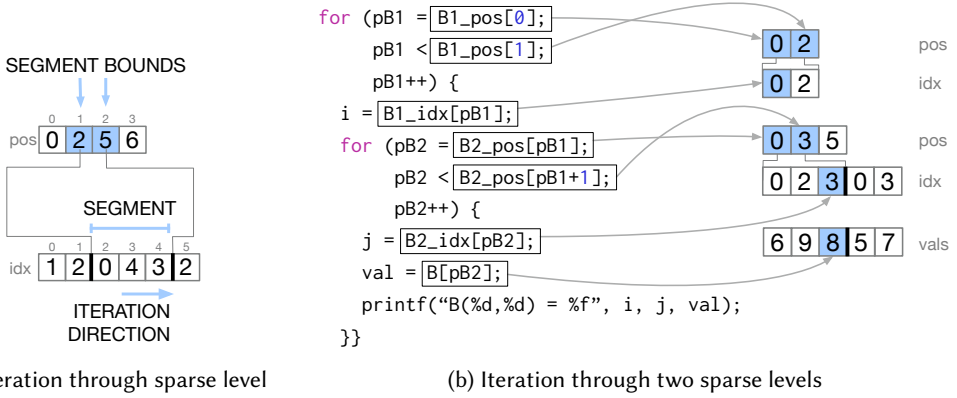 SEGMENT BOUNDS
0 1 2 3
pos 0 2 5 6
SEGMENT
0 1 2 3 4 5
idx 1 2 0 4 3 2
ITERATION
DIRECTION
eration through sparse level
for (pB1 = B1_pos[0];
pB1 < B1_pos[1];
pB1++) {
i = B1_idx[pB1];
for (pB2 = B2_pos[pB1];
pB2 < B2_pos[pB1+1];
pB2++) {
j = B2_idx[pB2];
val = B[pB2];
printf(“B(%d,%d) = %f”, i, j, val);
}}
0 2 pos
0 2 idx
0 3 5 pos
0 2 3 0 3 idx
6 9 8 5 7 vals
(b) Iteration through two sparse levels